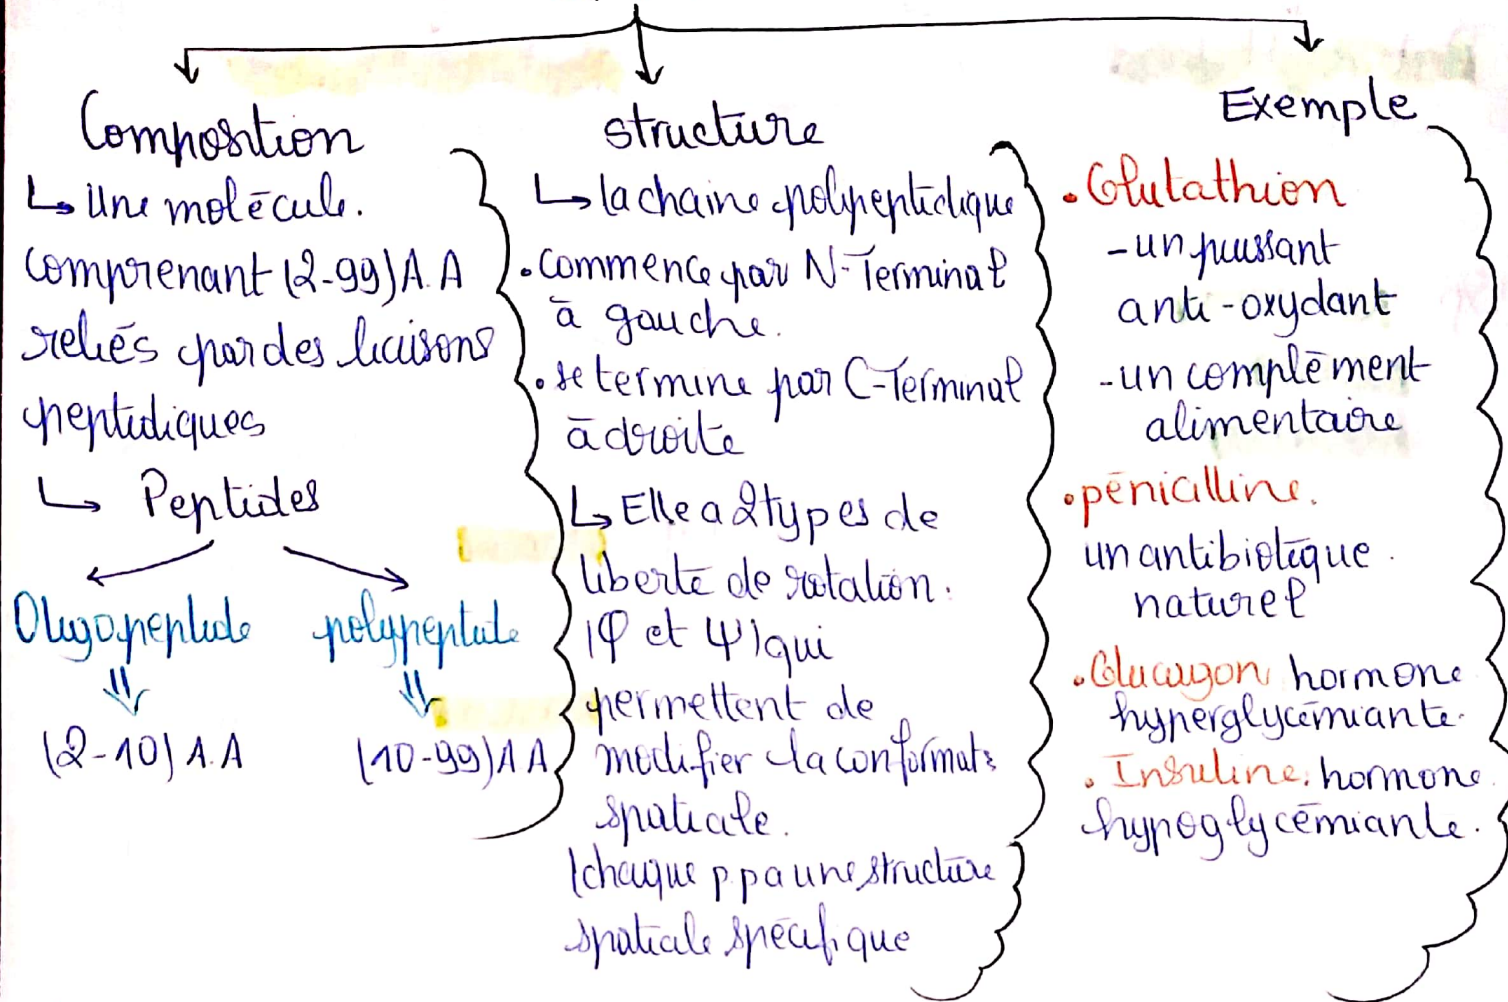 Composition
↳ Une molécule.
comprenant (2-99) A.A
reliés par des liaisons
peptidiques
↳ Peptides
Oligopeptide
polypeptide
(2-10) A.A
(10-99) A A
structure
↳ la chaine polypeptidique
• commence par N-Terminal
à gauche.
• se termine par C-Terminal
à droite
↳ Elle a 2 types de
liberté de rotation.
(φ et ψ) qui
permettent de
modifier la conformat°
spatiale.
(chaque p.p a une structure
spatiale spécifique
Exemple
• Glutathion
- un puissant
anti-oxydant
- un complément
alimentaire
• pénicilline.
un antibiotique.
naturel
• Glucagon hormone
hyperglycémiante.
• Insuline. hormone.
hypoglycémiante.